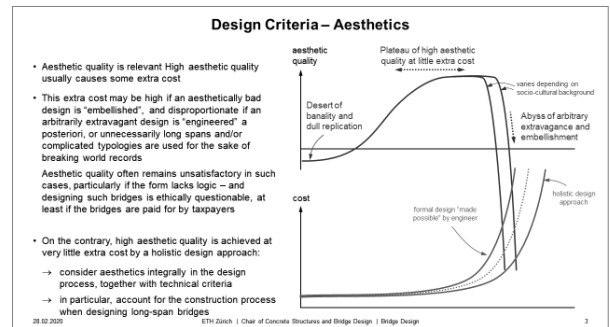 Design Criteria – Aesthetics
• Aesthetic quality is relevant High aesthetic quality
usually causes some extra cost
• This extra cost may be high if an aesthetically bad
design is “embellished”, and disproportionate if an
arbitrarily extravagant design is “engineered” a
posteriori, or unnecessarily long spans and/or
complicated typologies are used for the sake of
breaking world records
Aesthetic quality often remains unsatisfactory in such
cases, particularly if the form lacks logic – and
designing such bridges is ethically questionable, at
least if the bridges are paid for by taxpayers
• On the contrary, high aesthetic quality is achieved at
very little extra cost by a holistic design approach:
→ consider aesthetics integrally in the design
process, together with technical criteria
→ in particular, account for the construction process
when designing long-span bridges
aesthetic
quality
Plateau of high aesthetic
quality at little extra cost
varies depending on
socio-cultural background
Desert of
banality and
dull replication
Abyss of arbitrary
extravagance and
embellishment
cost
formal design “made
possible” by engineer
holistic design
approach
28.02.2020
ETH Zürich | Chair of Concrete Structures and Bridge Design | Bridge Design
3